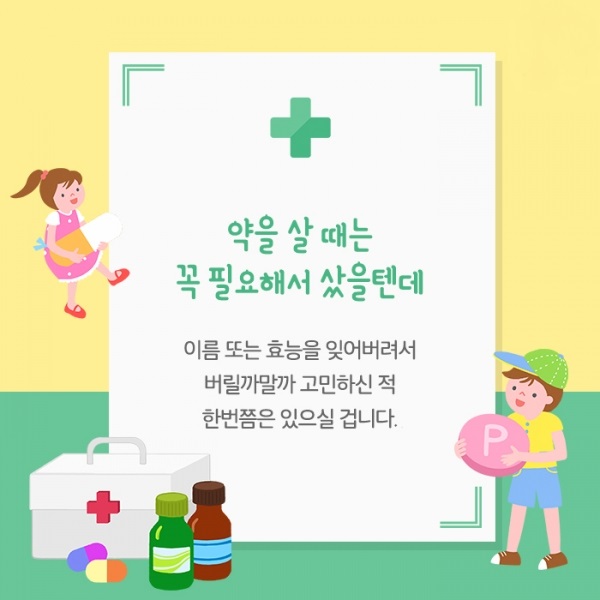 약을 살 때는
꼭 필요해서 샀을텐데
이름 또는 효능을 잊어버려서
버릴까말까 고민하신 적
한번쯤은 있으실 겁니다.
P